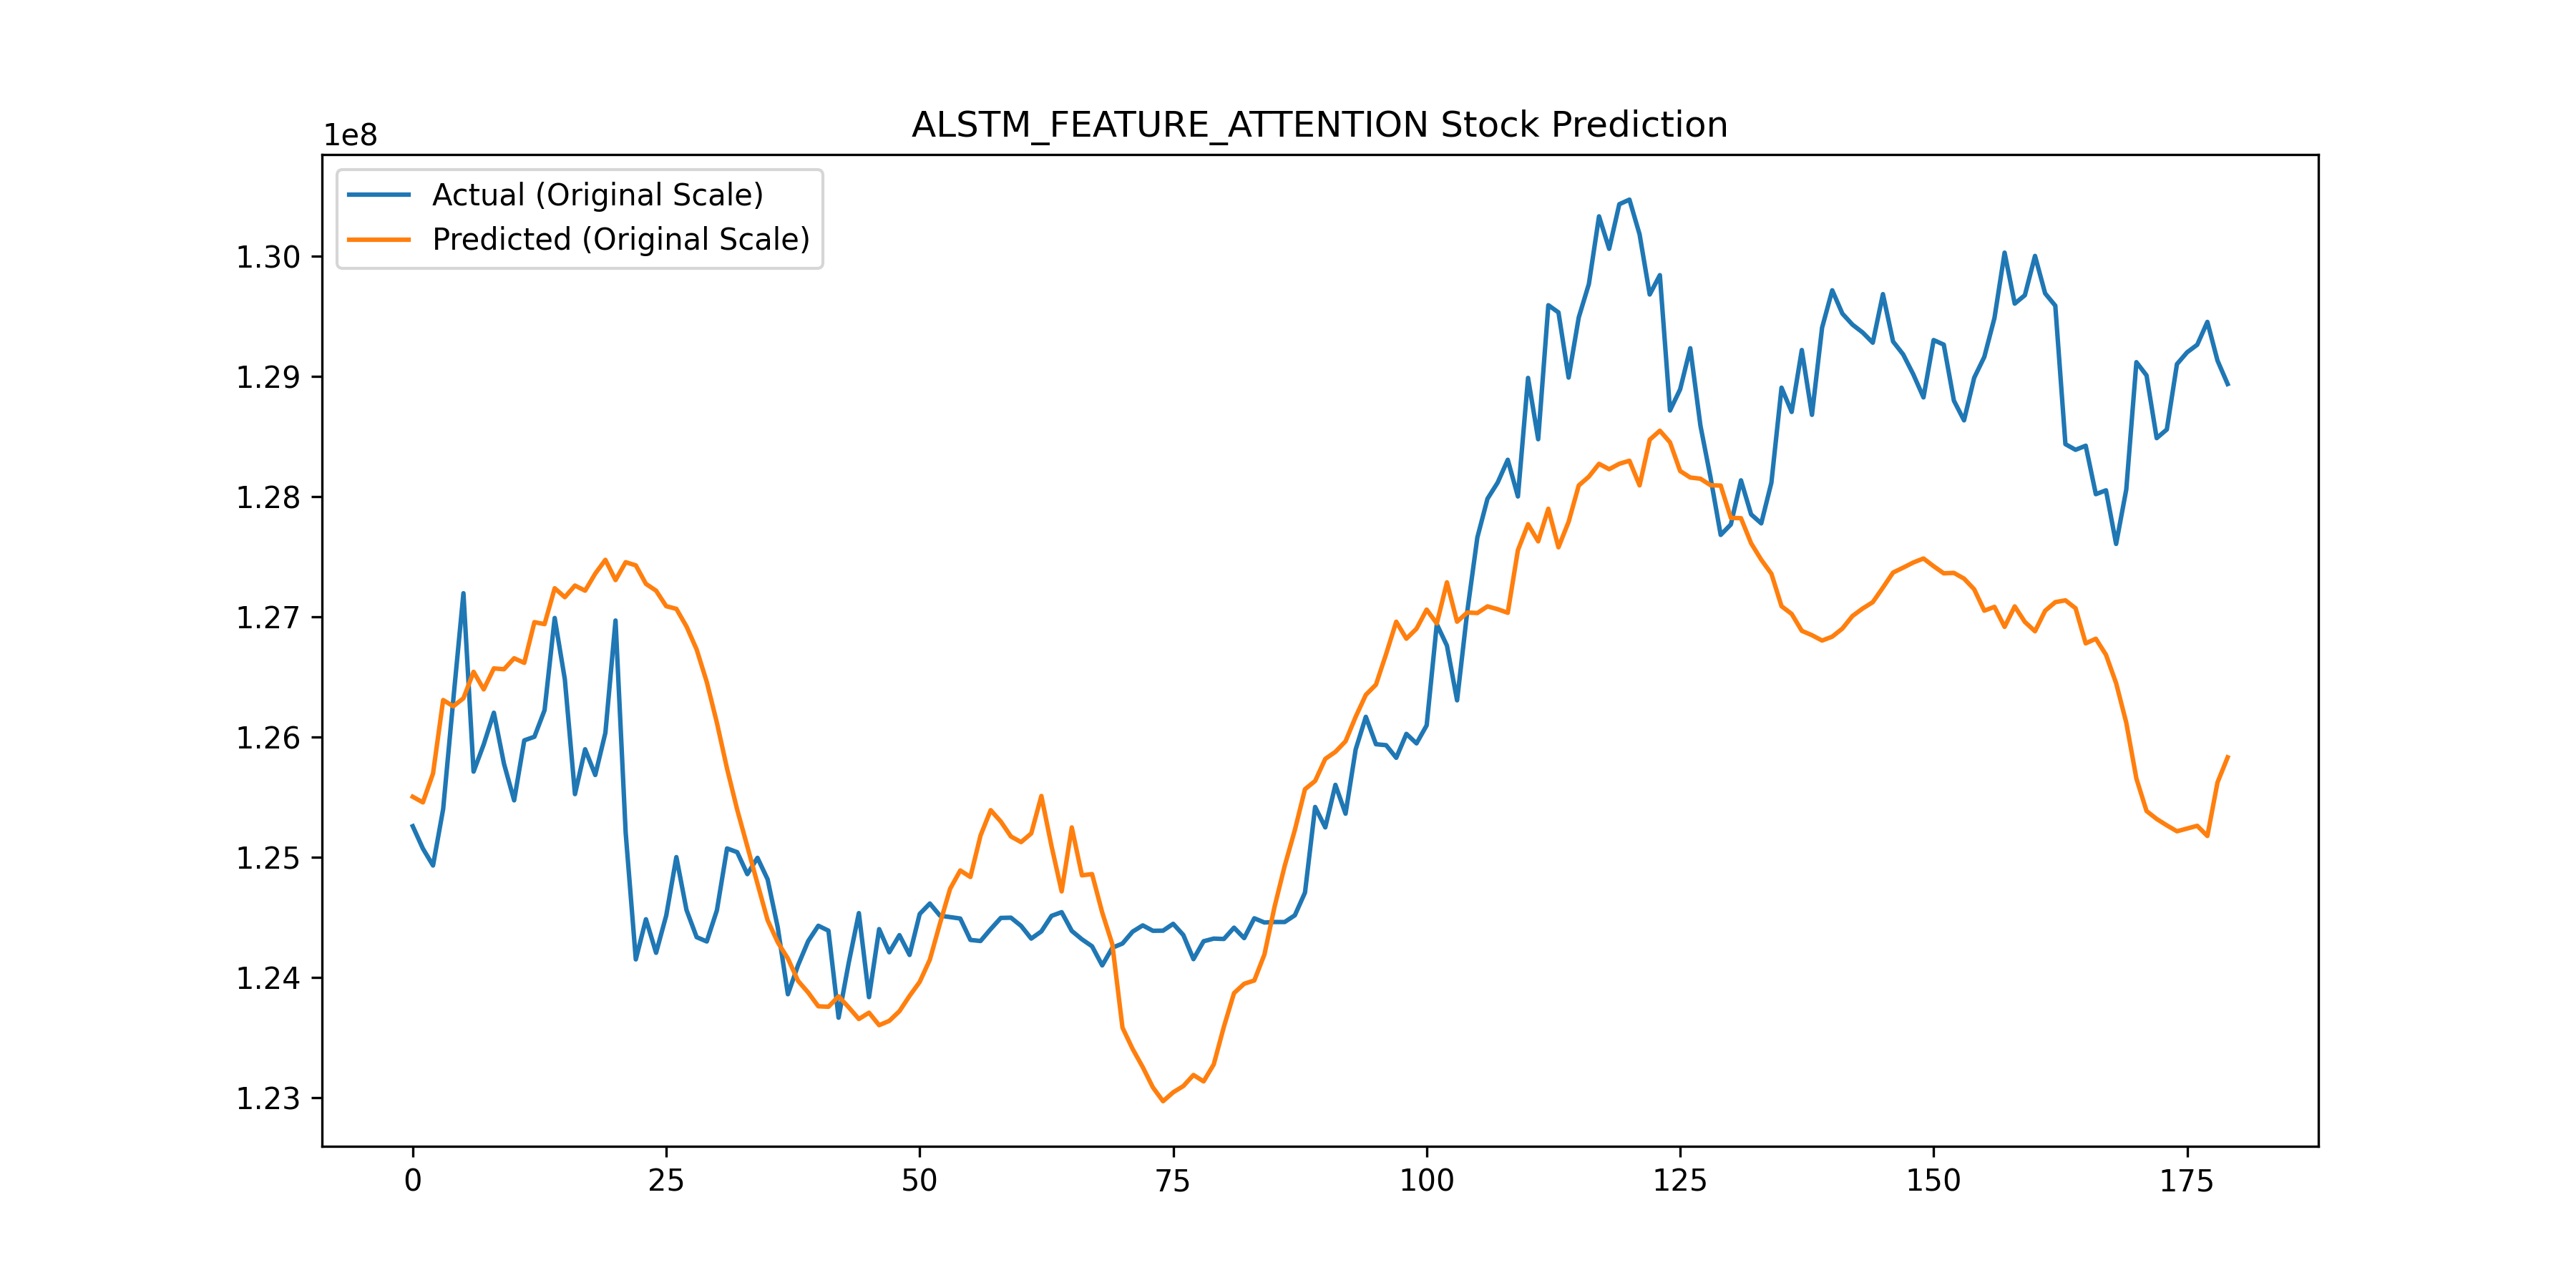 ALSTM_FEATURE_ATTENTION Stock Prediction
1e8
Actual (Original Scale)
Predicted (Original Scale)
1.30
1.29
1.28
1.27
1.26
1.25
1.24
1.23
0 25 50 75 100 125 150 175